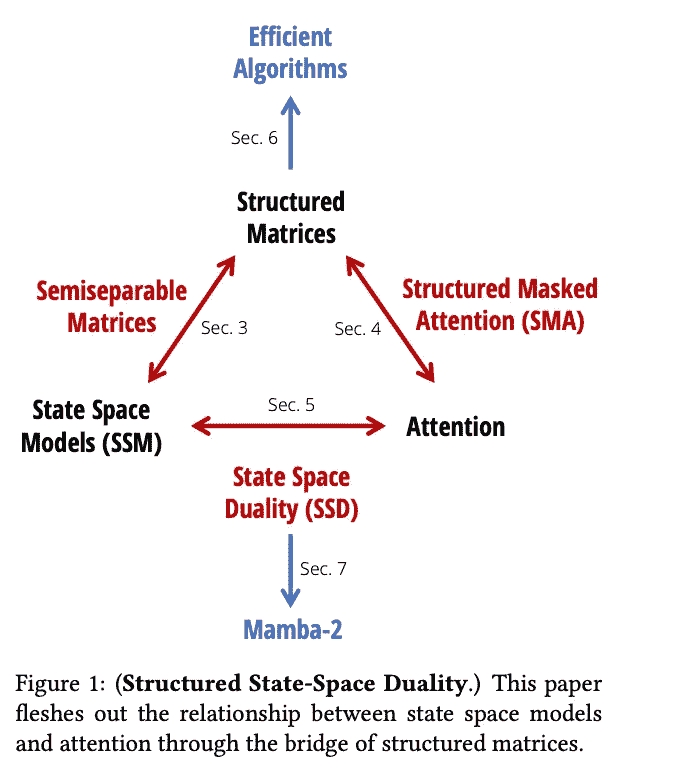 Efficient
Algorithms
Sec. 6
Structured
Matrices
Semiseparable
Matrices
Sec. 3
Structured Masked
Attention (SMA)
Sec. 4
State Space
Models (SSM)
Sec. 5
Attention
State Space
Duality (SSD)
Sec. 7
Mamba-2
Figure 1: (Structured State-Space Duality.) This paper
fleshes out the relationship between state space models
and attention through the bridge of structured matrices.